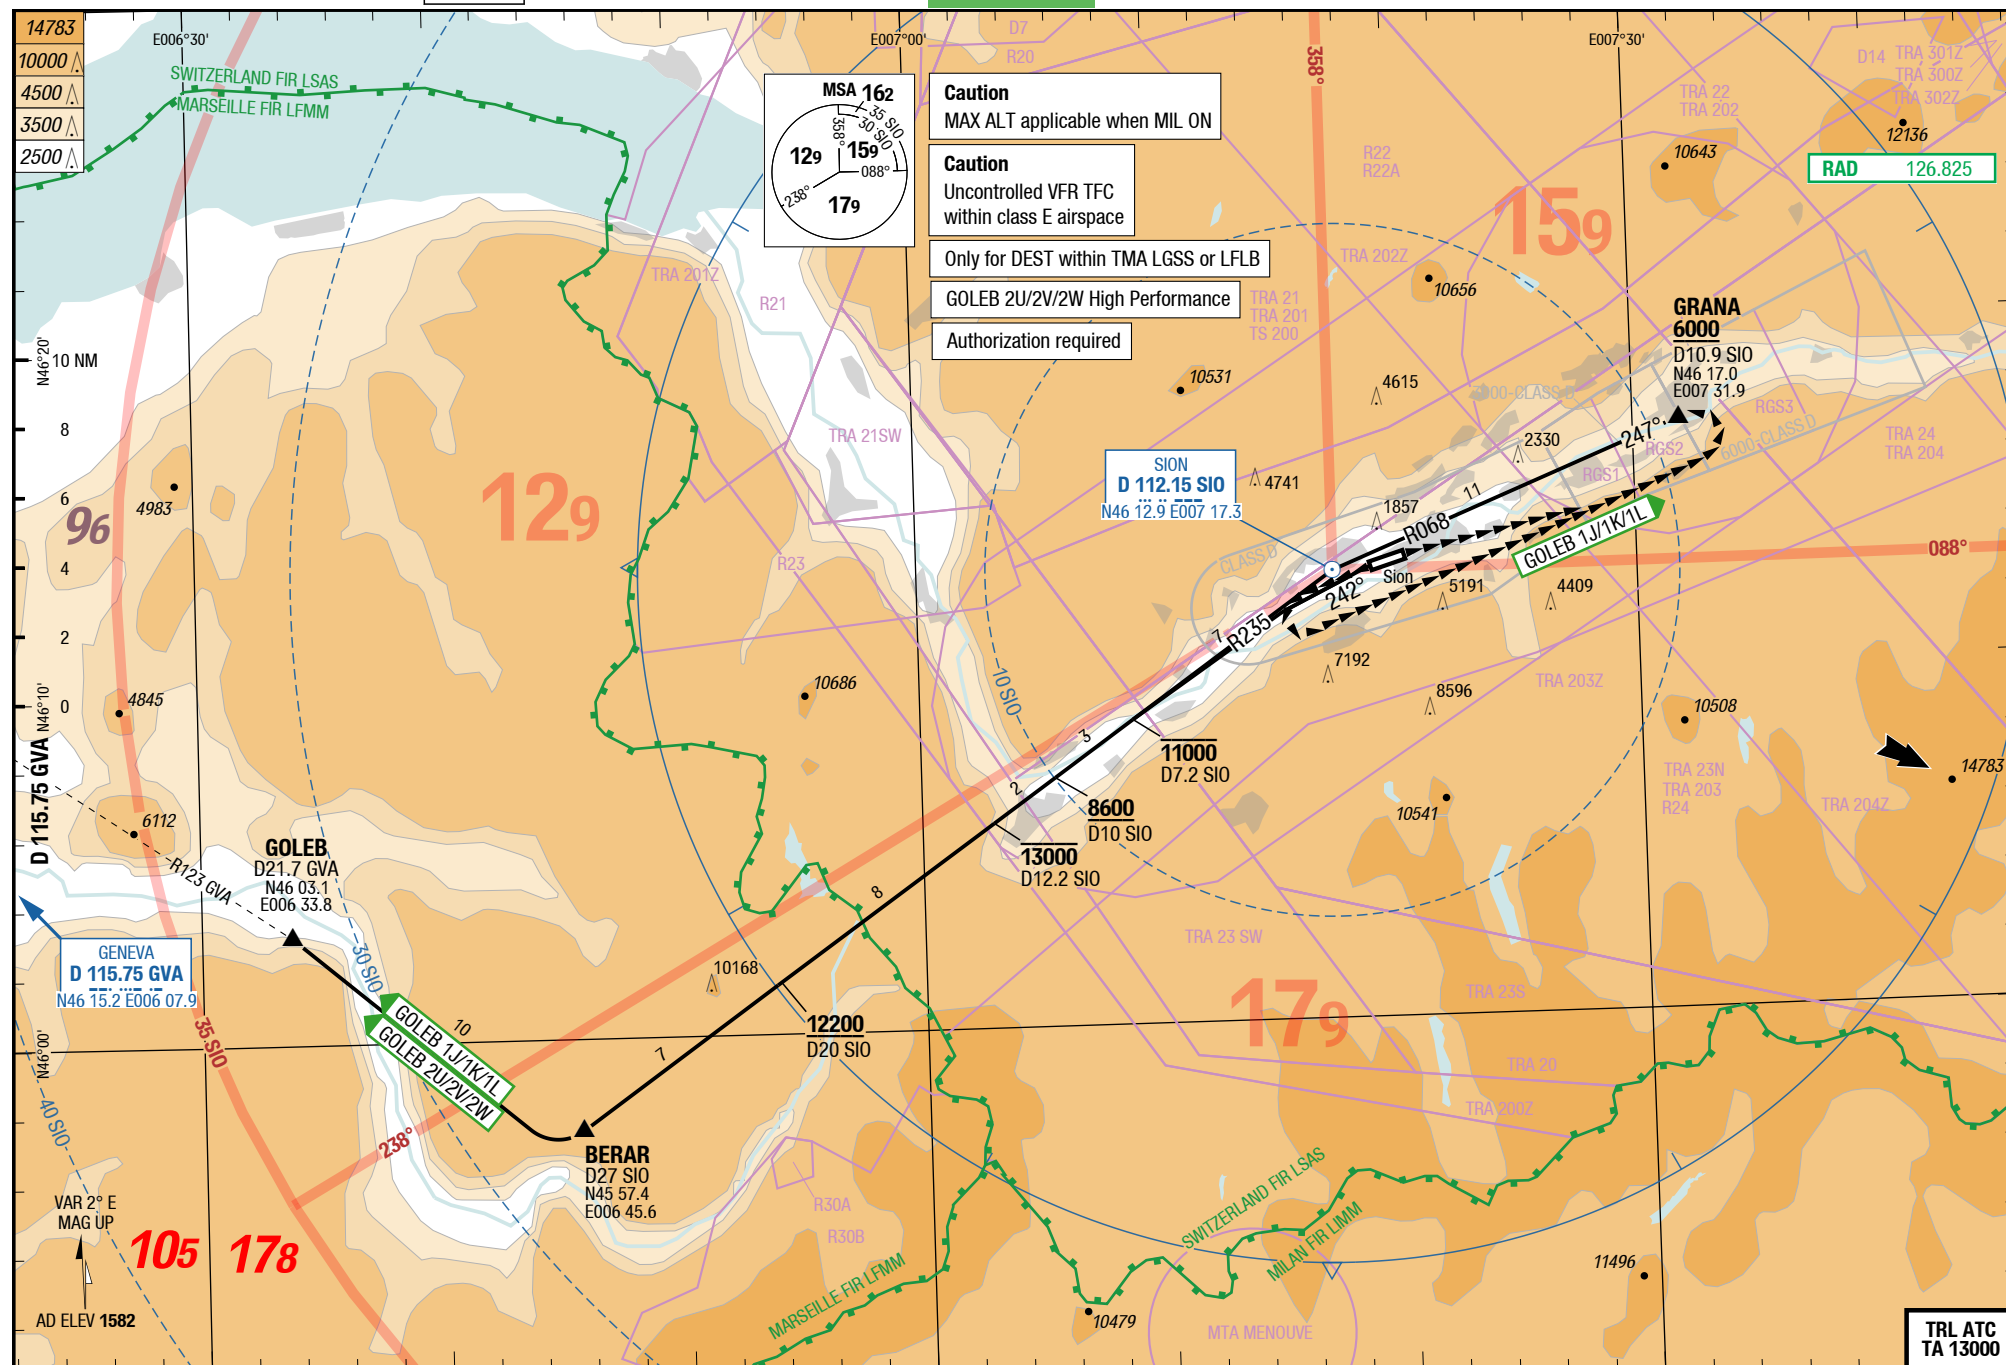 14783
10000
4500
3500
2500
E006°30'
E007°00'
E007°30'
SWITZERLAND FIR LSAS
MARSEILLE FIR LFMM
D7
R20
358°
D14
TRA 301Z
TRA 300Z
TRA 302Z
TRA 22
TRA 202
12136
10643
RAD 126.825
MSA 162
35 SIO
30 SIO
358°
129
159
088°
238°
179
Caution
MAX ALT applicable when MIL ON
Caution
Uncontrolled VFR TFC
within class E airspace
Only for DEST within TMA LGSS or LFLB
GOLEB 2U/2V/2W High Performance
Authorization required
R22
R22A
159
TRA 202Z
TRA 201Z
R21
10656
TRA 21
TRA 201
TS 200
GRANA
6000
D10.9 SIO
N46 17.0
E007 31.9
N46°20'
10 NM
8
6
4
2
0
10531
4615
7300-CLASS D
RGS3
6000-CLASS D
TRA 24
TRA 204
TRA 21SW
2330
247°
RGS2
RGS1
SION
D 112.15 SIO
N46 12.9 E007 17.3
4741
11
1857
R068
GOLEB 1J/1K/1L
4983
96
129
CLASS D
R23
088°
Sion
242°
5191
4409
7
R235
7192
8596
TRA 203Z
10508
10686
10 SIO
N46°10'
4845
D 115.75 GVA
3
11000
D7.2 SIO
14783
TRA 23N
TRA 203
R24
TRA 204Z
2
8600
D10 SIO
10541
6112
R123 GVA
GOLEB
D21.7 GVA
N46 03.1
E006 33.8
13000
D12.2 SIO
8
GENEVA
D 115.75 GVA
N46 15.2 E006 07.9
30 SIO
10168
TRA 23 SW
TRA 23S
179
35 SIO
GOLEB 1J/1K/1L
GOLEB 2U/2V/2W
10
12200
D20 SIO
7
N46°00'
40 SIO
TRA 20
TRA 200Z
238°
BERAR
D27 SIO
N45 57.4
E006 45.6
SWITZERLAND FIR LSAS
MILAN FIR LIMM
R30A
R30B
VAR 2° E
MAG UP
105
178
MARSEILLE FIR LFMM
11496
AD ELEV 1582
10479
MTA MENOUVE
TRL ATC
TA 13000